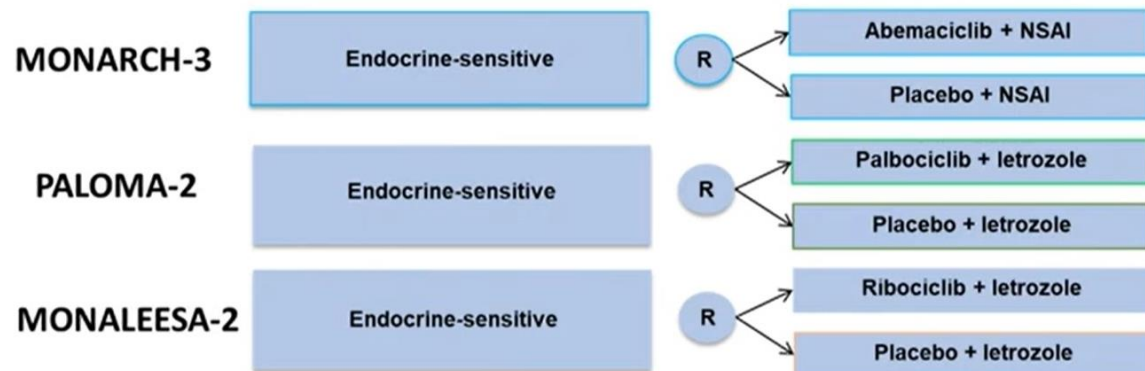 MONARCH-3
Endocrine-sensitive
R
Abemaciclib + NSAI
Placebo + NSAI
PALOMA-2
Endocrine-sensitive
R
Palbociclib + letrozole
Placebo + letrozole
MONALEESA-2
Endocrine-sensitive
R
Ribociclib + letrozole
Placebo + letrozole